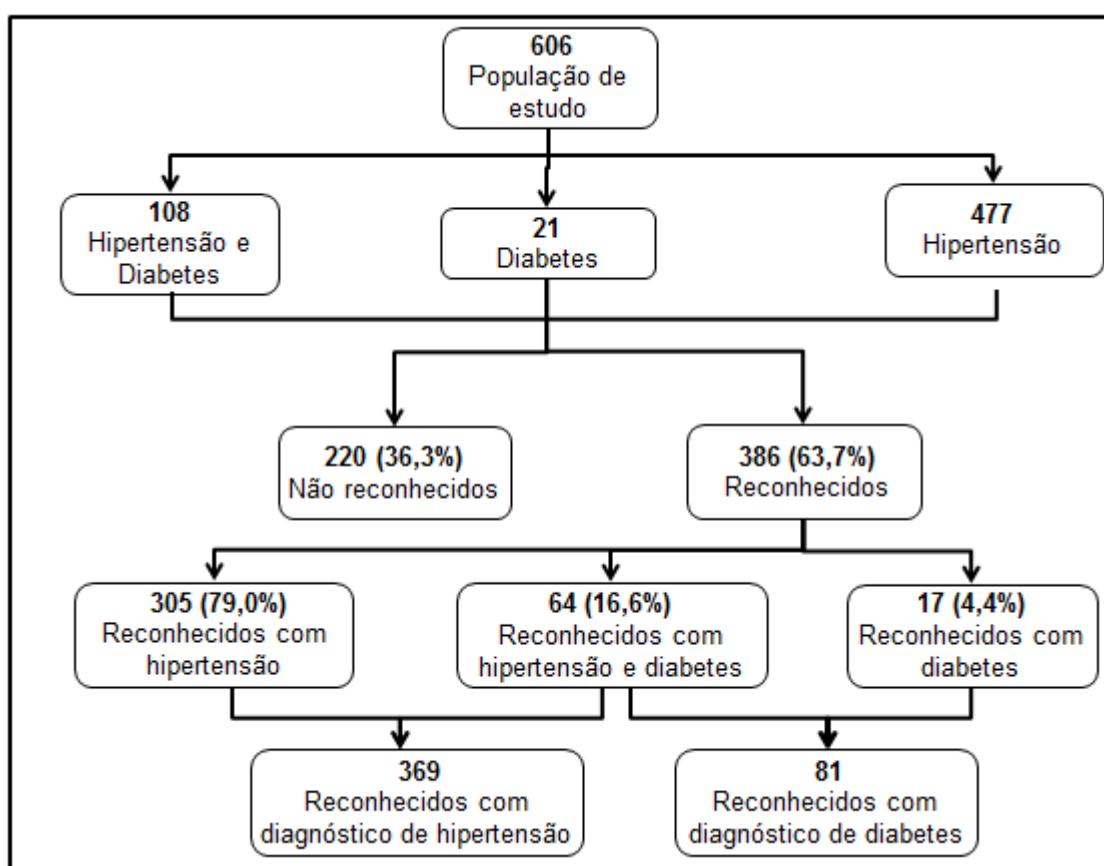 606
População de
estudo
108
Hipertensão e
Diabetes
21
Diabetes
477
Hipertensão
220 (36,3%)
Não reconhecidos
386 (63,7%)
Reconhecidos
305 (79,0%)
Reconhecidos com
hipertensão
64 (16,6%)
Reconhecidos com
hipertensão e diabetes
17 (4,4%)
Reconhecidos com
diabetes
369
Reconhecidos com
diagnóstico de hipertensão
81
Reconhecidos com
diagnóstico de diabetes